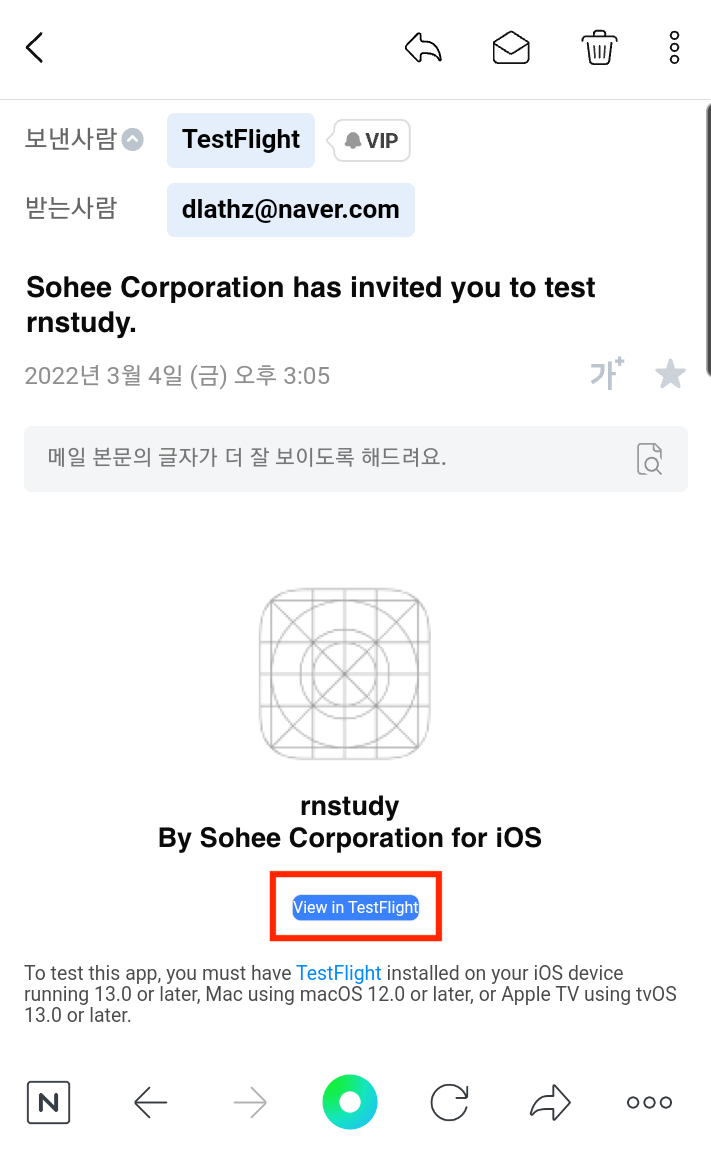 보낸사람 TestFlight VIP
받는사람 dlathz@naver.com
Sohee Corporation has invited you to test
rnstudy.
2022년 3월 4일 (금) 오후 3:05 가+
메일 본문의 글자가 더 잘 보이도록 해드려요.
rnstudy
By Sohee Corporation for iOS
View in TestFlight
To test this app, you must have TestFlight installed on your iOS device
running 13.0 or later, Mac using macOS 12.0 or later, or Apple TV using tvOS
13.0 or later.
N